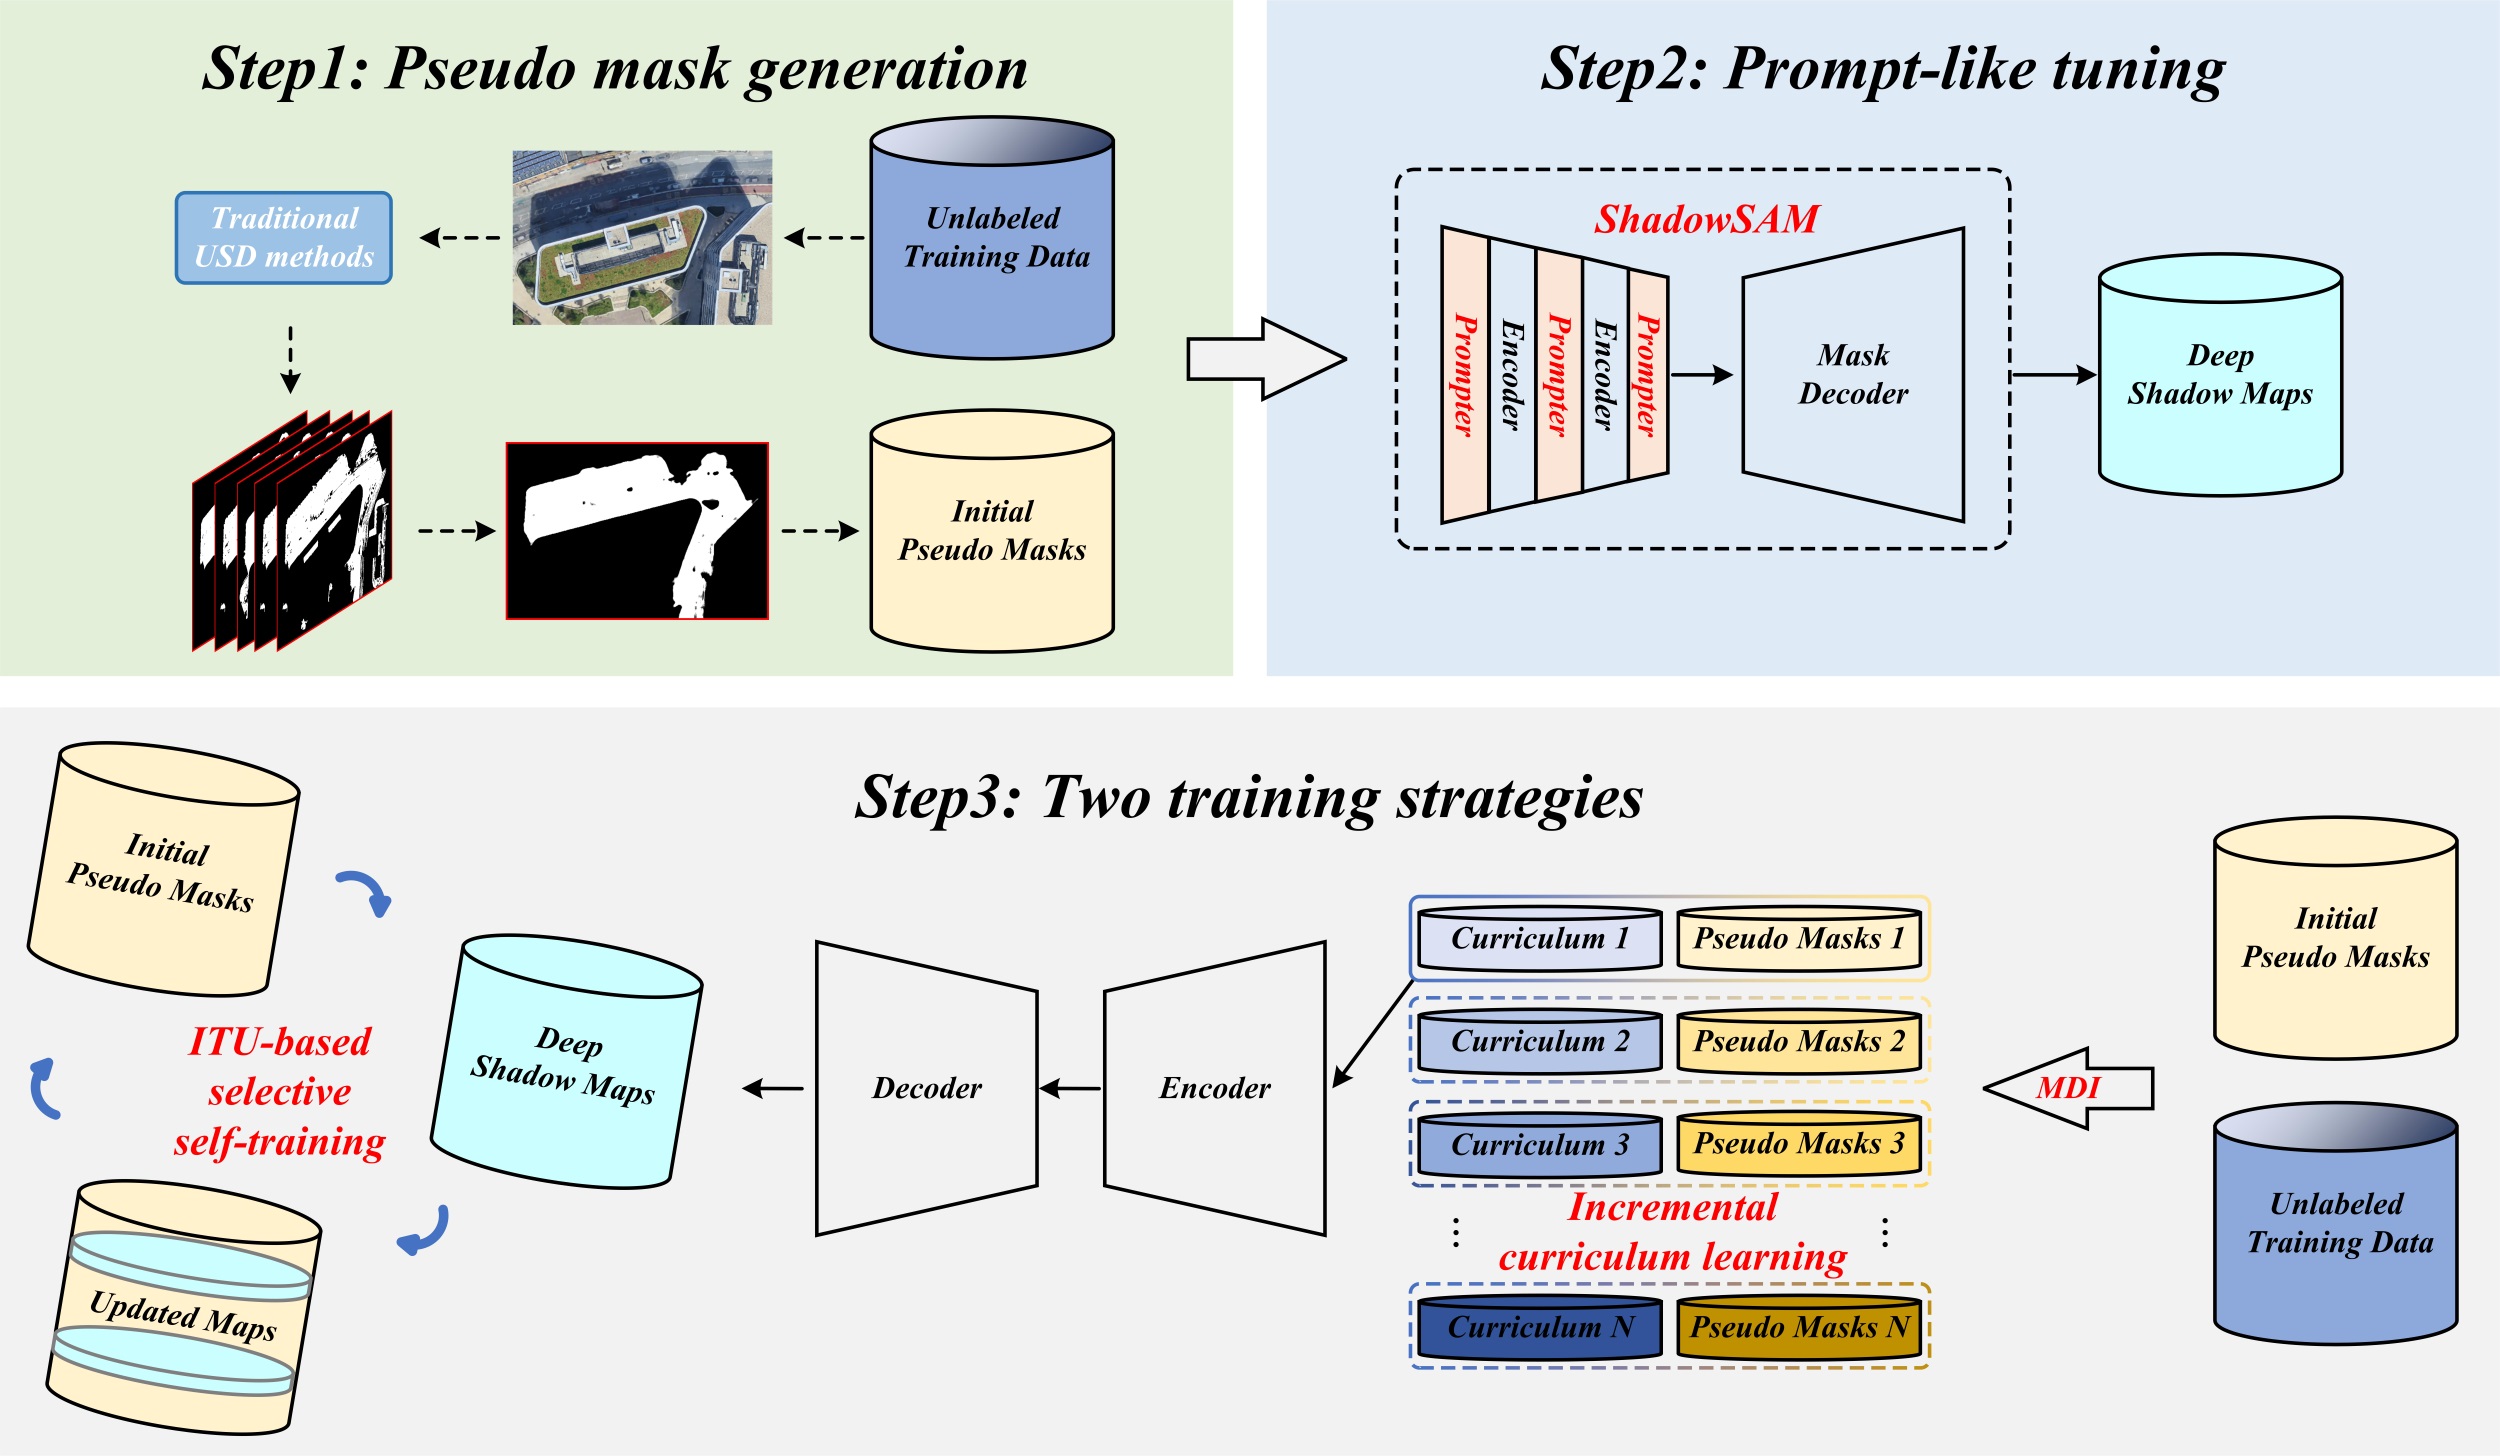 Step1: Pseudo mask generation
Traditional
USD methods
Unlabeled
Training Data
Initial
Pseudo Masks
Step2: Prompt-like tuning
ShadowSAM
Prompter
Encoder
Prompter
Encoder
Prompter
Mask
Decoder
Deep
Shadow Maps
Step3: Two training strategies
Initial
Pseudo Masks
ITU-based
selective
self-training
Deep
Shadow Maps
Updated Maps
Decoder
Encoder
Curriculum 1
Pseudo Masks 1
Curriculum 2
Pseudo Masks 2
Curriculum 3
Pseudo Masks 3
Incremental
curriculum learning
Curriculum N
Pseudo Masks N
MDI
Initial
Pseudo Masks
Unlabeled
Training Data